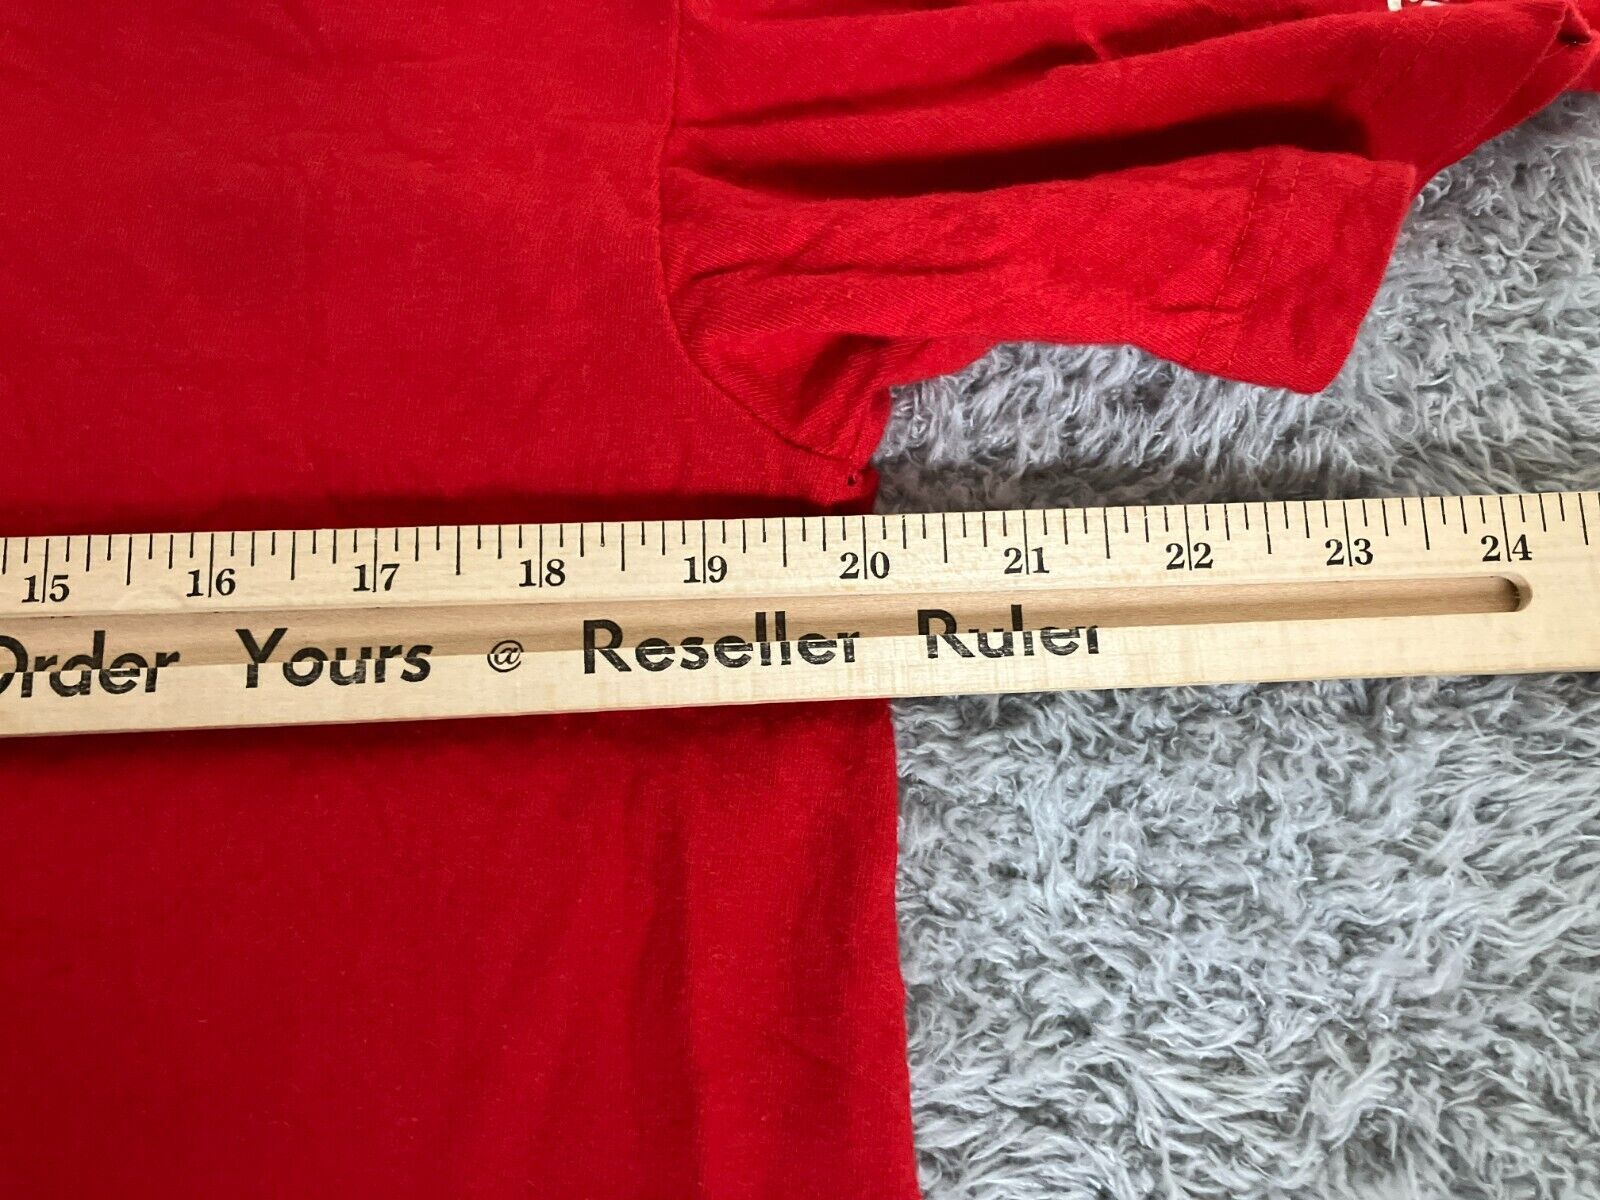 15 16 17 18 19 20 21 22 23 24
Order Yours @ Reseller Ruler